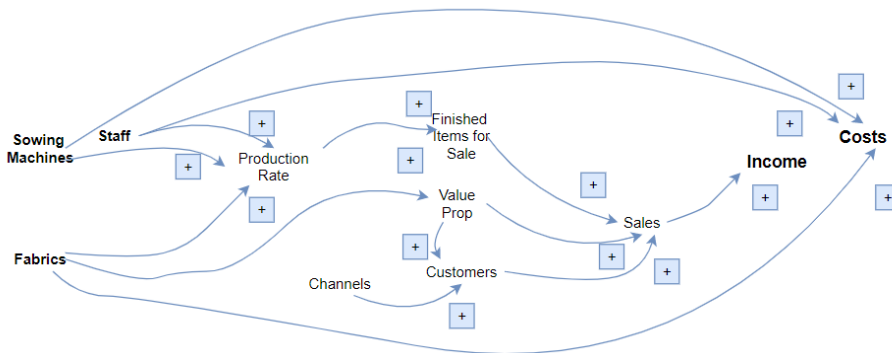 +
+
Finished
Items for
Sale
+
+
Staff
Costs
Sowing
Machines
+
Production
Rate
+
Income
+
+
+
Value
Prop
+
Sales
+
+
Fabrics
+
Channels
Customers
+
+